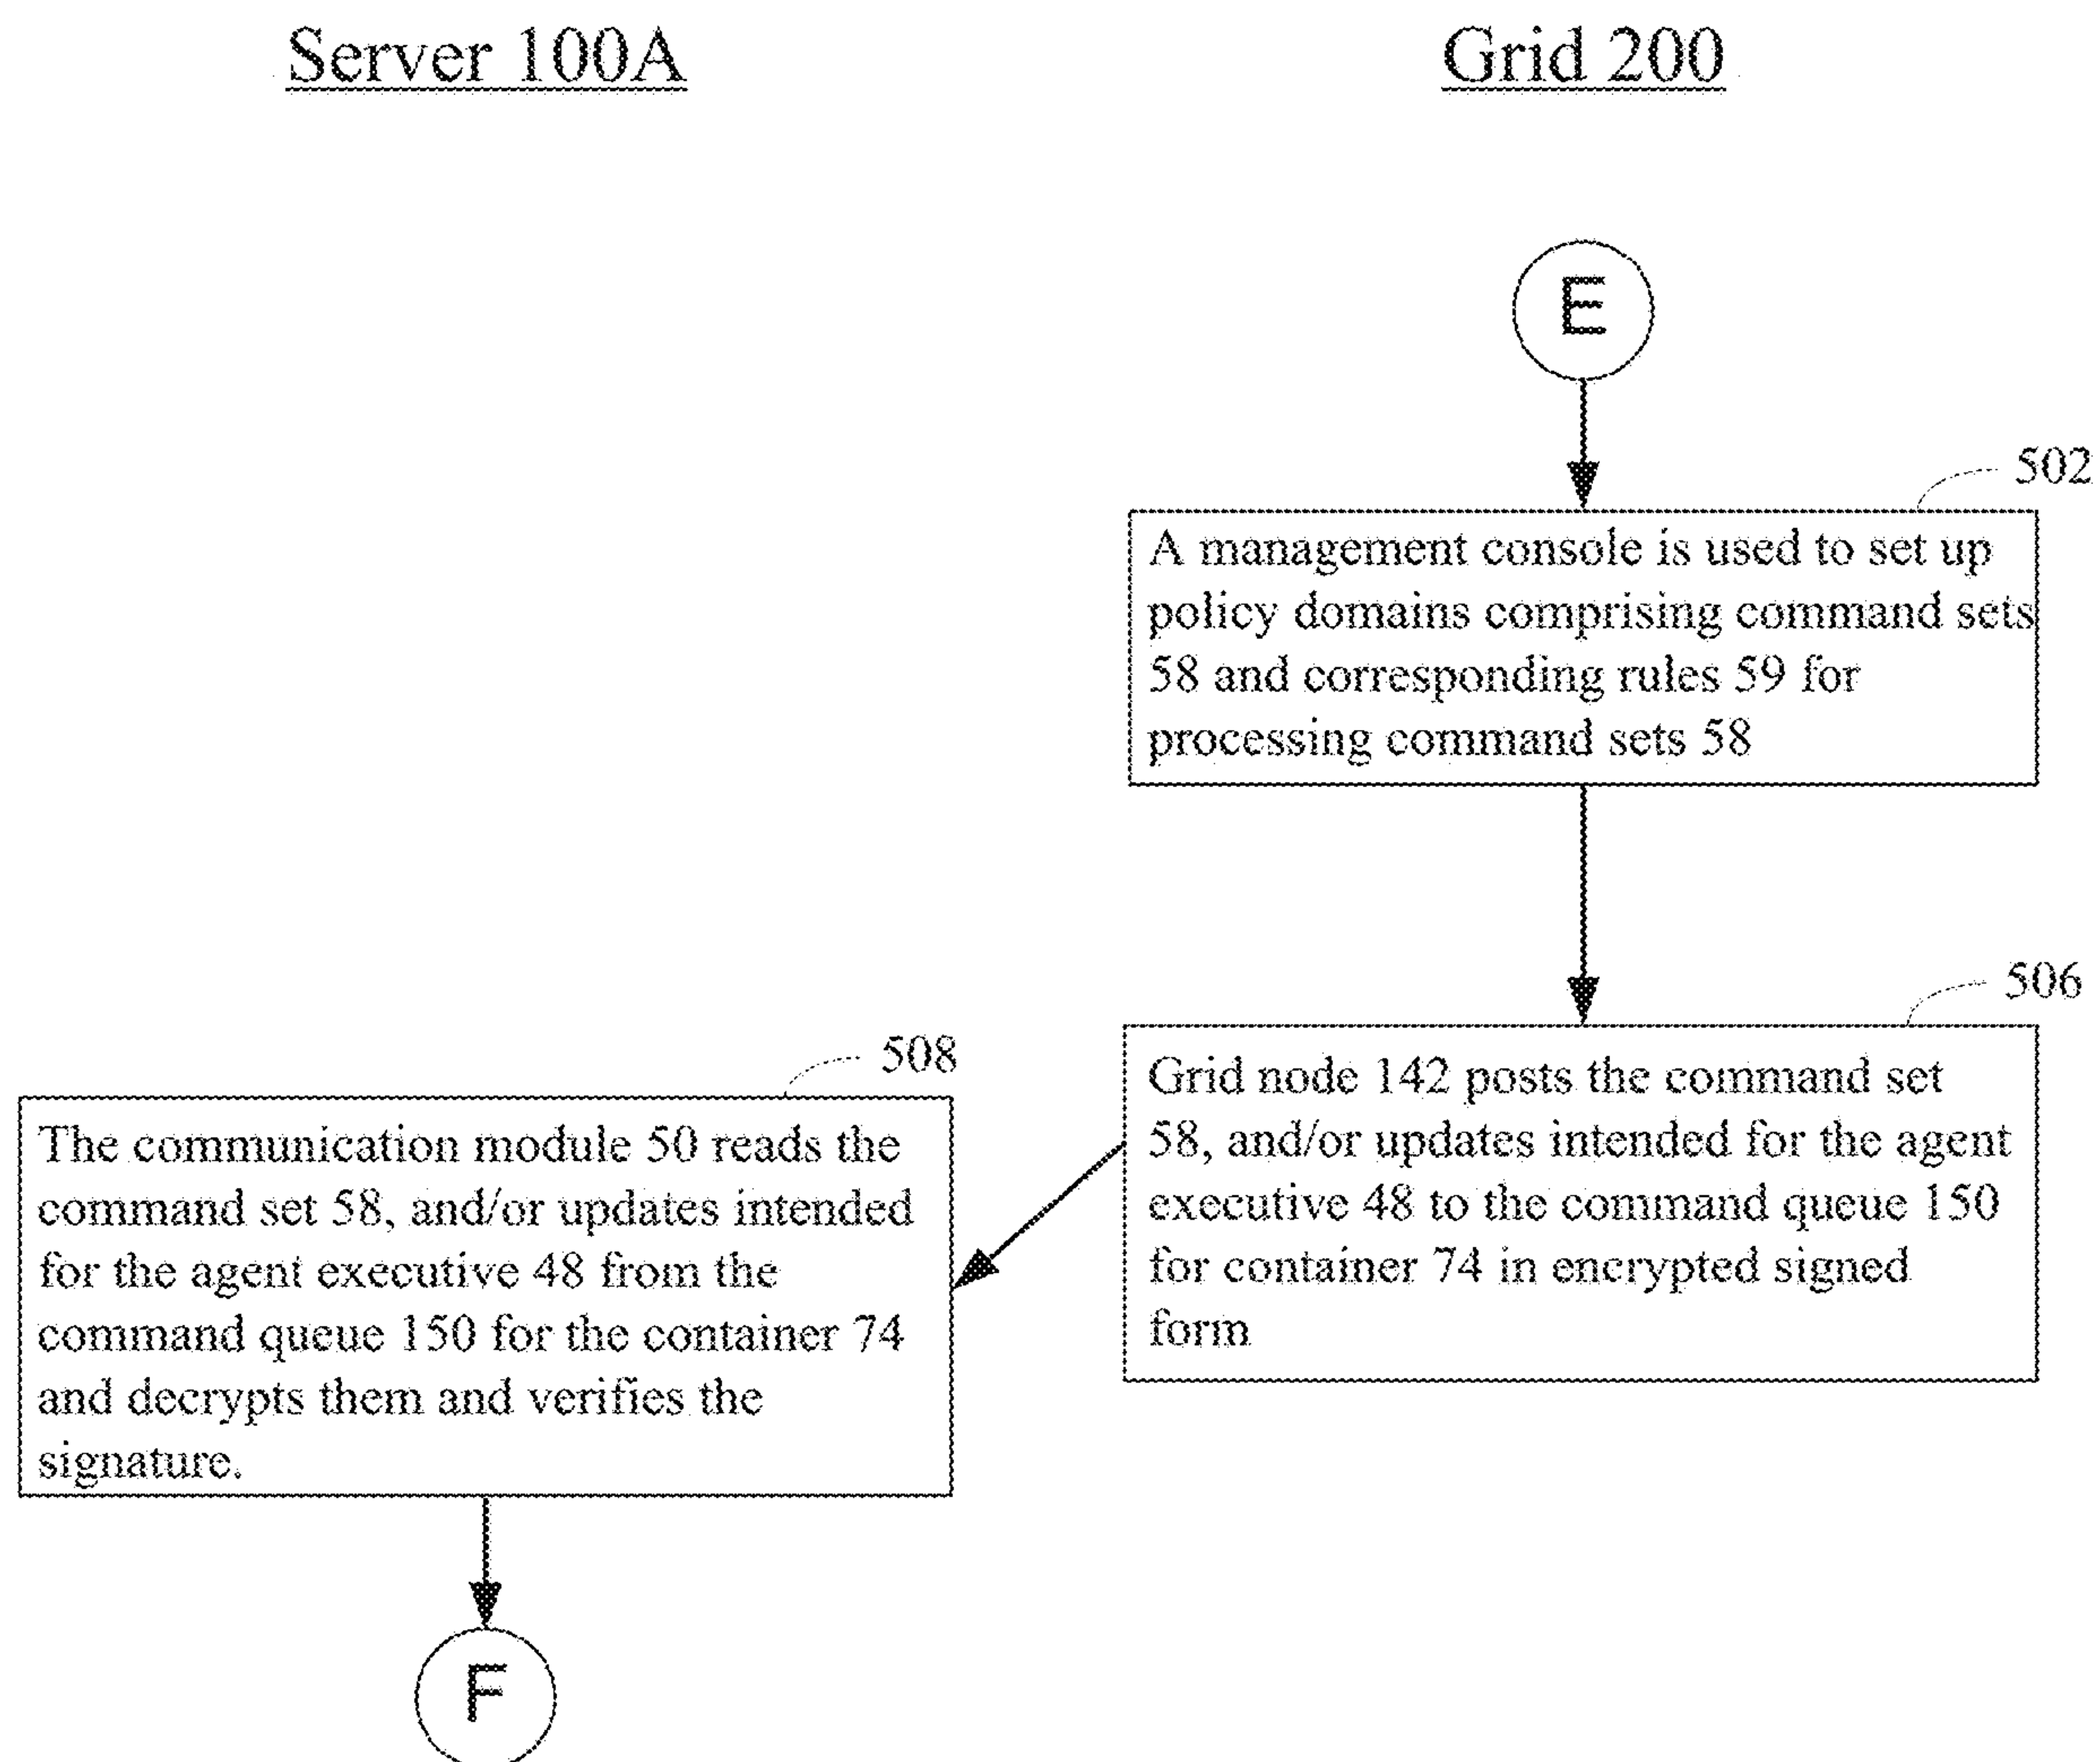 Server 100A
Grid 200
E
502
A management console is used to set up
policy domains comprising command sets
58 and corresponding rules 59 for
processing command sets 58
506
Grid node 142 posts the command set
58, and/or updates intended for the agent
executive 48 to the command queue 150
for container 74 in encrypted signed
form
508
The communication module 50 reads the
command set 58, and/or updates intended
for the agent executive 48 from the
command queue 150 for the container 74
and decrypts them and verifies the
signature.
F